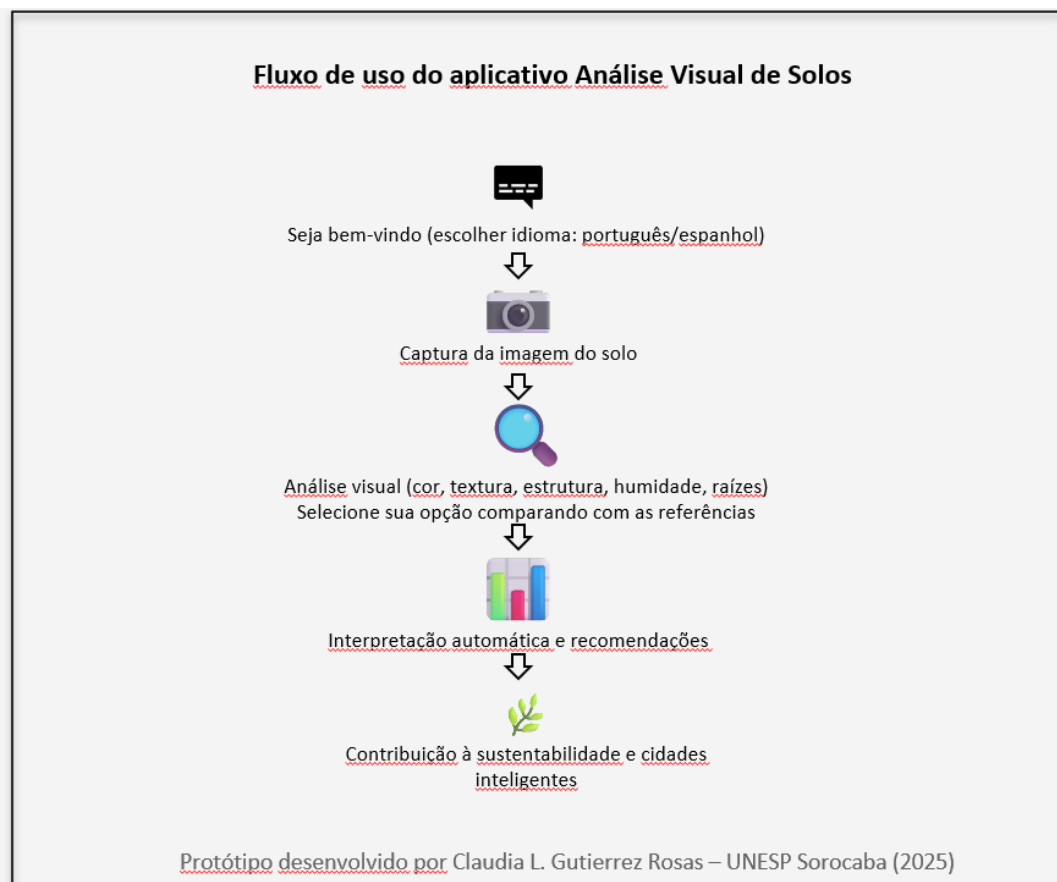 Fluxo de uso do aplicativo Análise Visual de Solos
Seja bem-vindo (escolher idioma: português/espanhol)
Captura da imagem do solo
Análise visual (cor, textura, estrutura, humidade, raízes)
Selecione sua opção comparando com as referências
Interpretação automática e recomendações
Contribuição à sustentabilidade e cidades
inteligentes
Protótipo desenvolvido por Claudia L. Gutierrez Rosas – UNESP Sorocaba (2025)